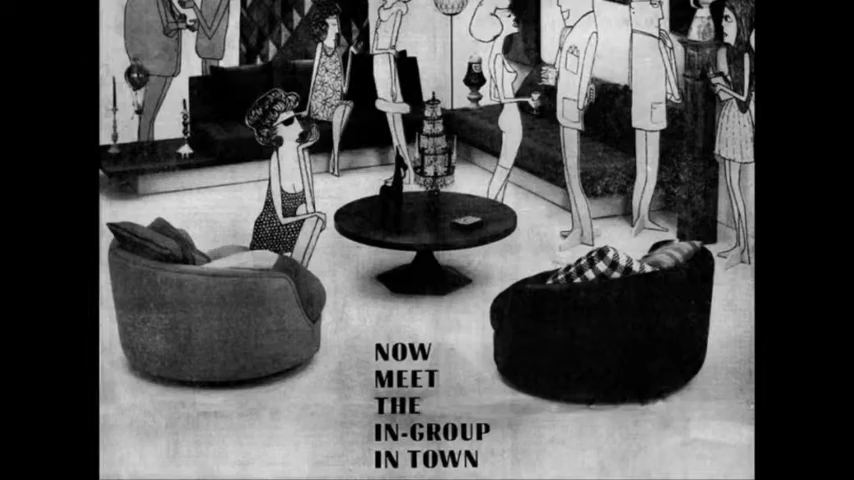 NOW
MEET
THE
IN-GROUP
IN TOWN